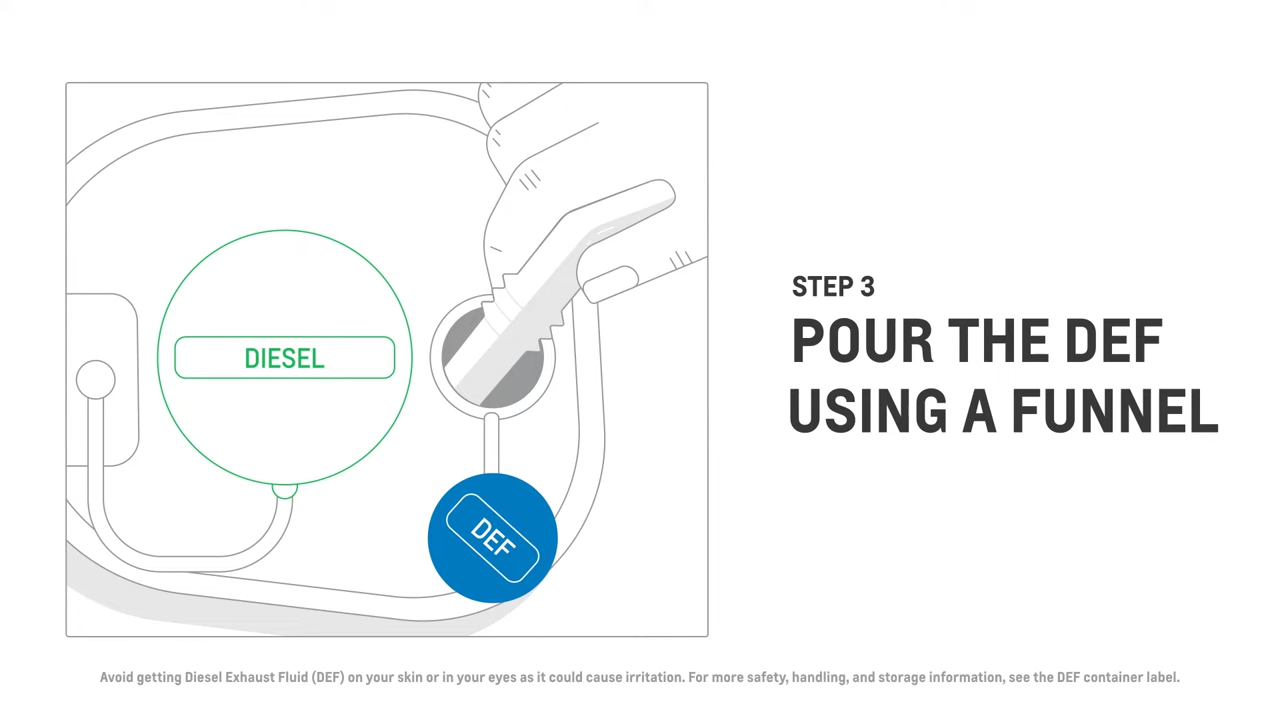 DIESEL
DEF
STEP 3
POUR THE DEF
USING A FUNNEL
Avoid getting Diesel Exhaust Fluid (DEF) on your skin or in your eyes as it could cause irritation. For more safety, handling, and storage information, see the DEF container label.